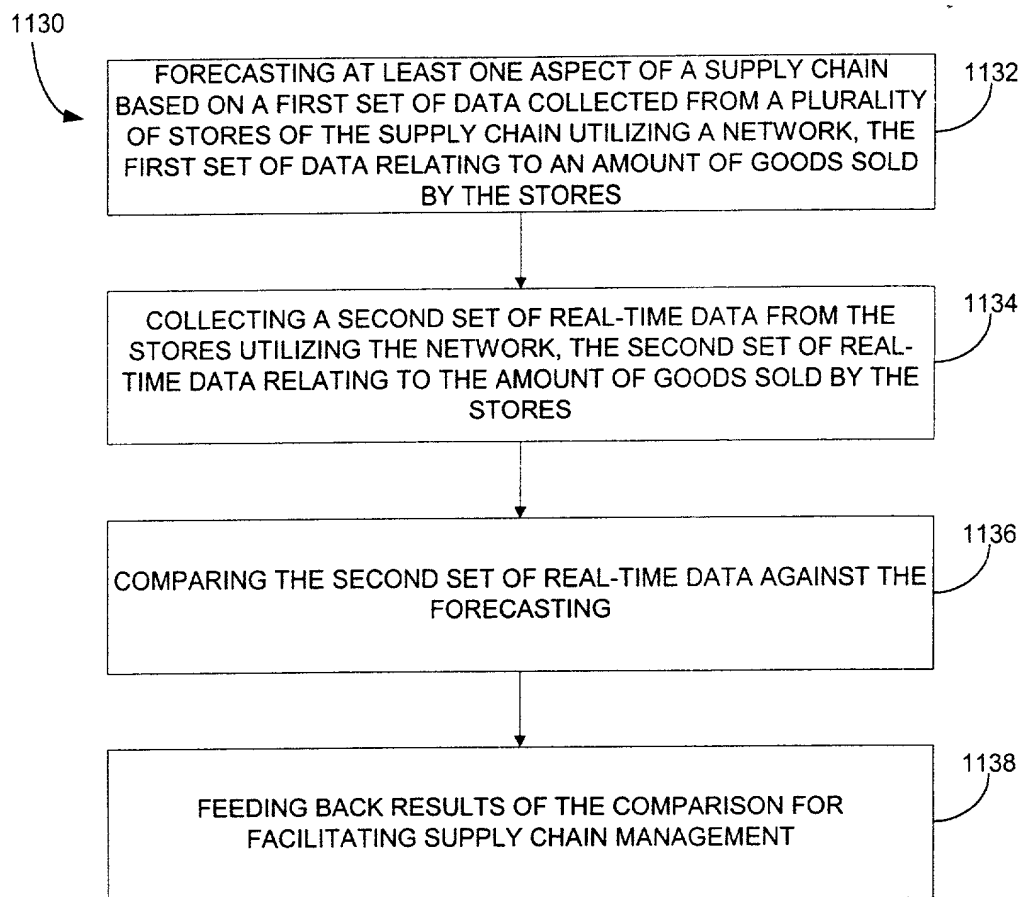 1130
FORECASTING AT LEAST ONE ASPECT OF A SUPPLY CHAIN
BASED ON A FIRST SET OF DATA COLLECTED FROM A PLURALITY
OF STORES OF THE SUPPLY CHAIN UTILIZING A NETWORK, THE
FIRST SET OF DATA RELATING TO AN AMOUNT OF GOODS SOLD
BY THE STORES
1132
COLLECTING A SECOND SET OF REAL-TIME DATA FROM THE
STORES UTILIZING THE NETWORK, THE SECOND SET OF REAL-
TIME DATA RELATING TO THE AMOUNT OF GOODS SOLD BY THE
STORES
1134
COMPARING THE SECOND SET OF REAL-TIME DATA AGAINST THE
FORECASTING
1136
FEEDING BACK RESULTS OF THE COMPARISON FOR
FACILITATING SUPPLY CHAIN MANAGEMENT
1138